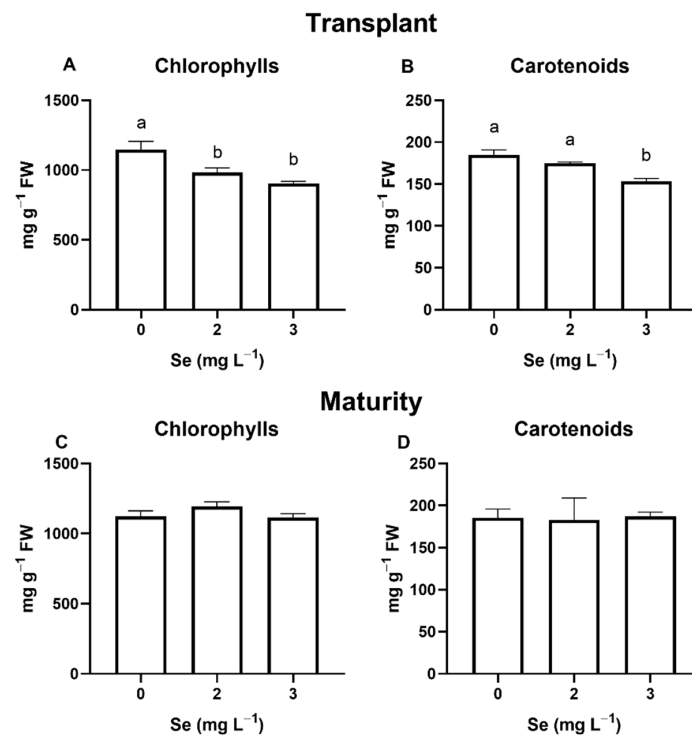 Transplant
A Chlorophylls
1500
1000
500
0
mg g⁻¹ FW
a
b
b
0 2 3
Se (mg L⁻¹)
B Carotenoids
250
200
150
100
50
0
mg g⁻¹ FW
a
a
b
0 2 3
Se (mg L⁻¹)
Maturity
C Chlorophylls
1500
1000
500
0
mg g⁻¹ FW
0 2 3
Se (mg L⁻¹)
D Carotenoids
250
200
150
100
50
0
mg g⁻¹ FW
0 2 3
Se (mg L⁻¹)